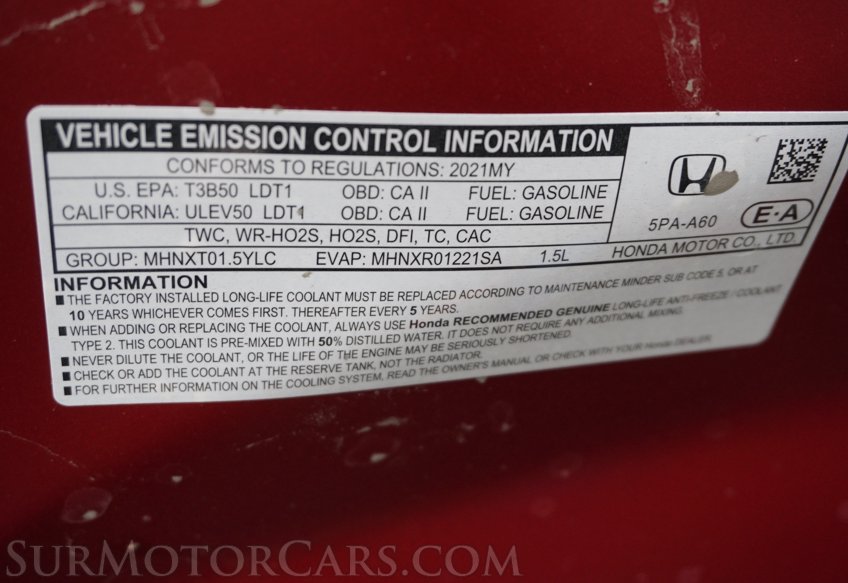 VEHICLE EMISSION CONTROL INFORMATION
CONFORMS TO REGULATIONS: 2021MY
U.S. EPA: T3B50 LDT1 OBD: CA II FUEL: GASOLINE
CALIFORNIA: ULEV50 LDT1 OBD: CA II FUEL: GASOLINE
TWC, WR-HO2S, HO2S, DFI, TC, CAC
GROUP: MHNXT01.5YLC EVAP: MHNXR01221SA 1.5L
5PA-A60
E·A
HONDA MOTOR CO., LTD.
INFORMATION
■ THE FACTORY INSTALLED LONG-LIFE COOLANT MUST BE REPLACED ACCORDING TO MAINTENANCE MINDER SUB CODE 5, OR AT
10 YEARS WHICHEVER COMES FIRST. THEREAFTER EVERY 5 YEARS.
■ WHEN ADDING OR REPLACING THE COOLANT, ALWAYS USE Honda RECOMMENDED GENUINE LONG-LIFE ANTI-FREEZE / COOLANT
TYPE 2. THIS COOLANT IS PRE-MIXED WITH 50% DISTILLED WATER. IT DOES NOT REQUIRE ANY ADDITIONAL MIXING.
■ NEVER DILUTE THE COOLANT, OR THE LIFE OF THE ENGINE MAY BE SERIOUSLY SHORTENED.
■ CHECK OR ADD THE COOLANT AT THE RESERVE TANK, NOT THE RADIATOR.
■ FOR FURTHER INFORMATION ON THE COOLING SYSTEM, READ THE OWNER'S MANUAL OR CHECK WITH YOUR Honda DEALER.
SURMOTORCARS.COM